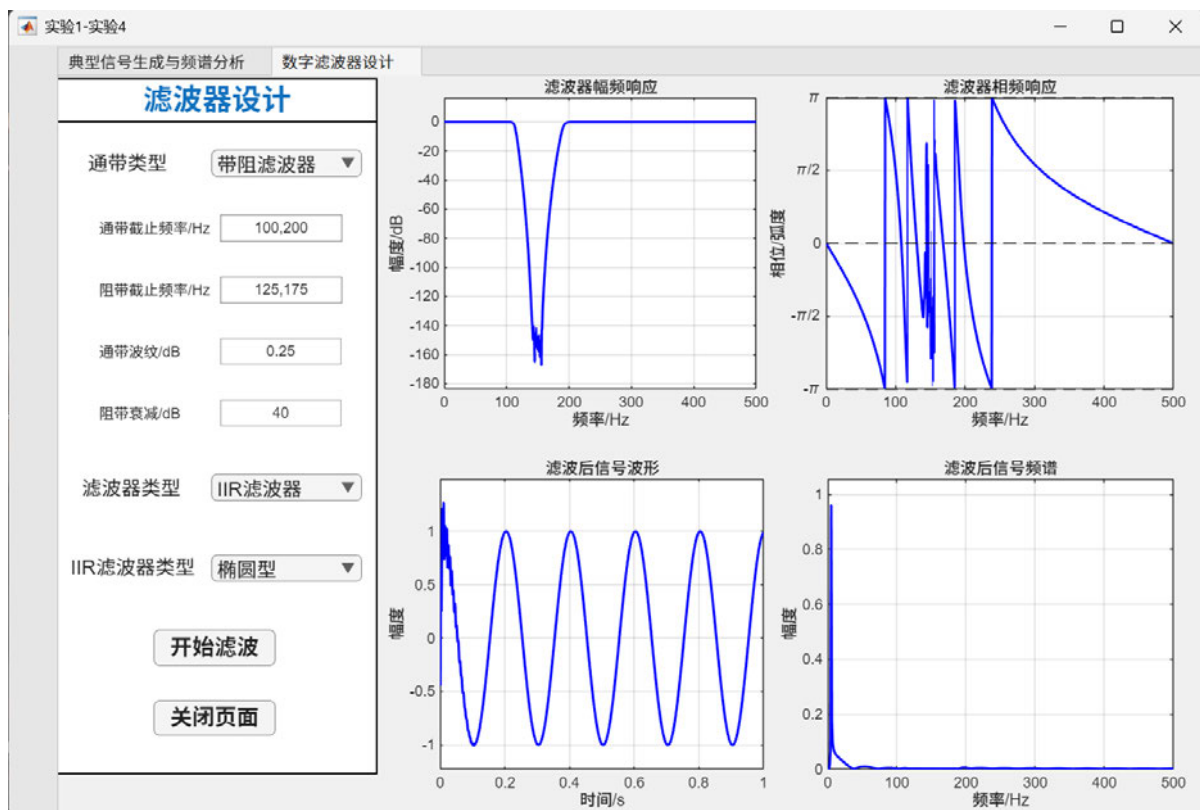 实验1-实验4
典型信号生成与频谱分析
数字滤波器设计
滤波器设计
通带类型
带阻滤波器
通带截止频率/Hz
100,200
阻带截止频率/Hz
125,175
通带波纹/dB
0.25
阻带衰减/dB
40
滤波器类型
IIR滤波器
IIR滤波器类型
椭圆型
开始滤波
关闭页面
滤波器幅频响应
幅度/dB
0
-20
-40
-60
-80
-100
-120
-140
-160
-180
0 100 200 300 400 500
频率/Hz
滤波器相频响应
相位/弧度
π
π/2
0
-π/2
-π
0 100 200 300 400 500
频率/Hz
滤波后信号波形
幅度
1
0.5
0
-0.5
-1
0 0.2 0.4 0.6 0.8 1
时间/s
滤波后信号频谱
幅度
1
0.8
0.6
0.4
0.2
0
0 100 200 300 400 500
频率/Hz